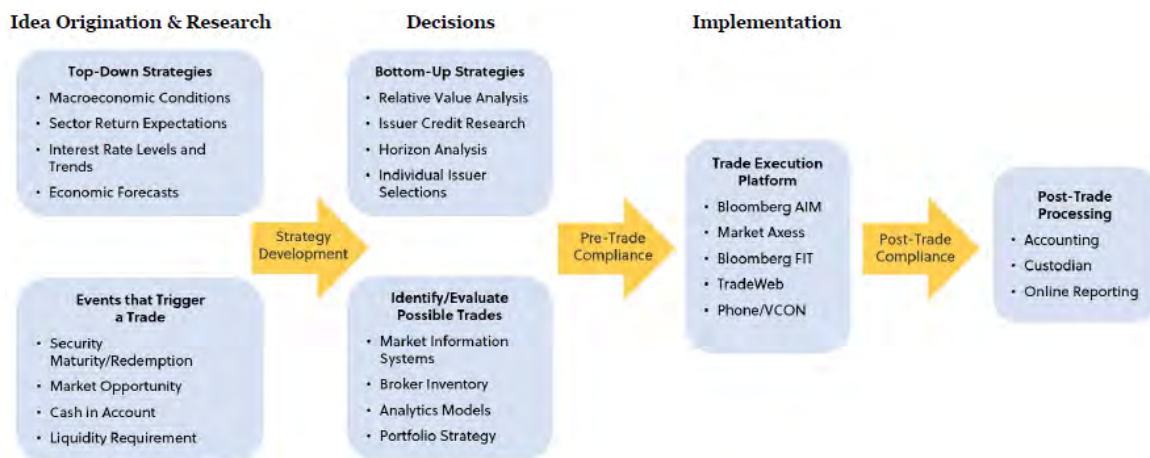 Idea Origination & Research
Decisions
Implementation
Top-Down Strategies
• Macroeconomic Conditions
• Sector Return Expectations
• Interest Rate Levels and
Trends
• Economic Forecasts
Bottom-Up Strategies
• Relative Value Analysis
• Issuer Credit Research
• Horizon Analysis
• Individual Issuer
Selections
Strategy
Development
Events that Trigger
a Trade
• Security
Maturity/Redemption
• Market Opportunity
• Cash in Account
• Liquidity Requirement
Identify/Evaluate
Possible Trades
• Market Information
Systems
• Broker Inventory
• Analytics Models
• Portfolio Strategy
Pre-Trade
Compliance
Trade Execution
Platform
• Bloomberg AIM
• Market Axess
• Bloomberg FIT
• TradeWeb
• Phone/VCON
Post-Trade
Compliance
Post-Trade
Processing
• Accounting
• Custodian
• Online Reporting